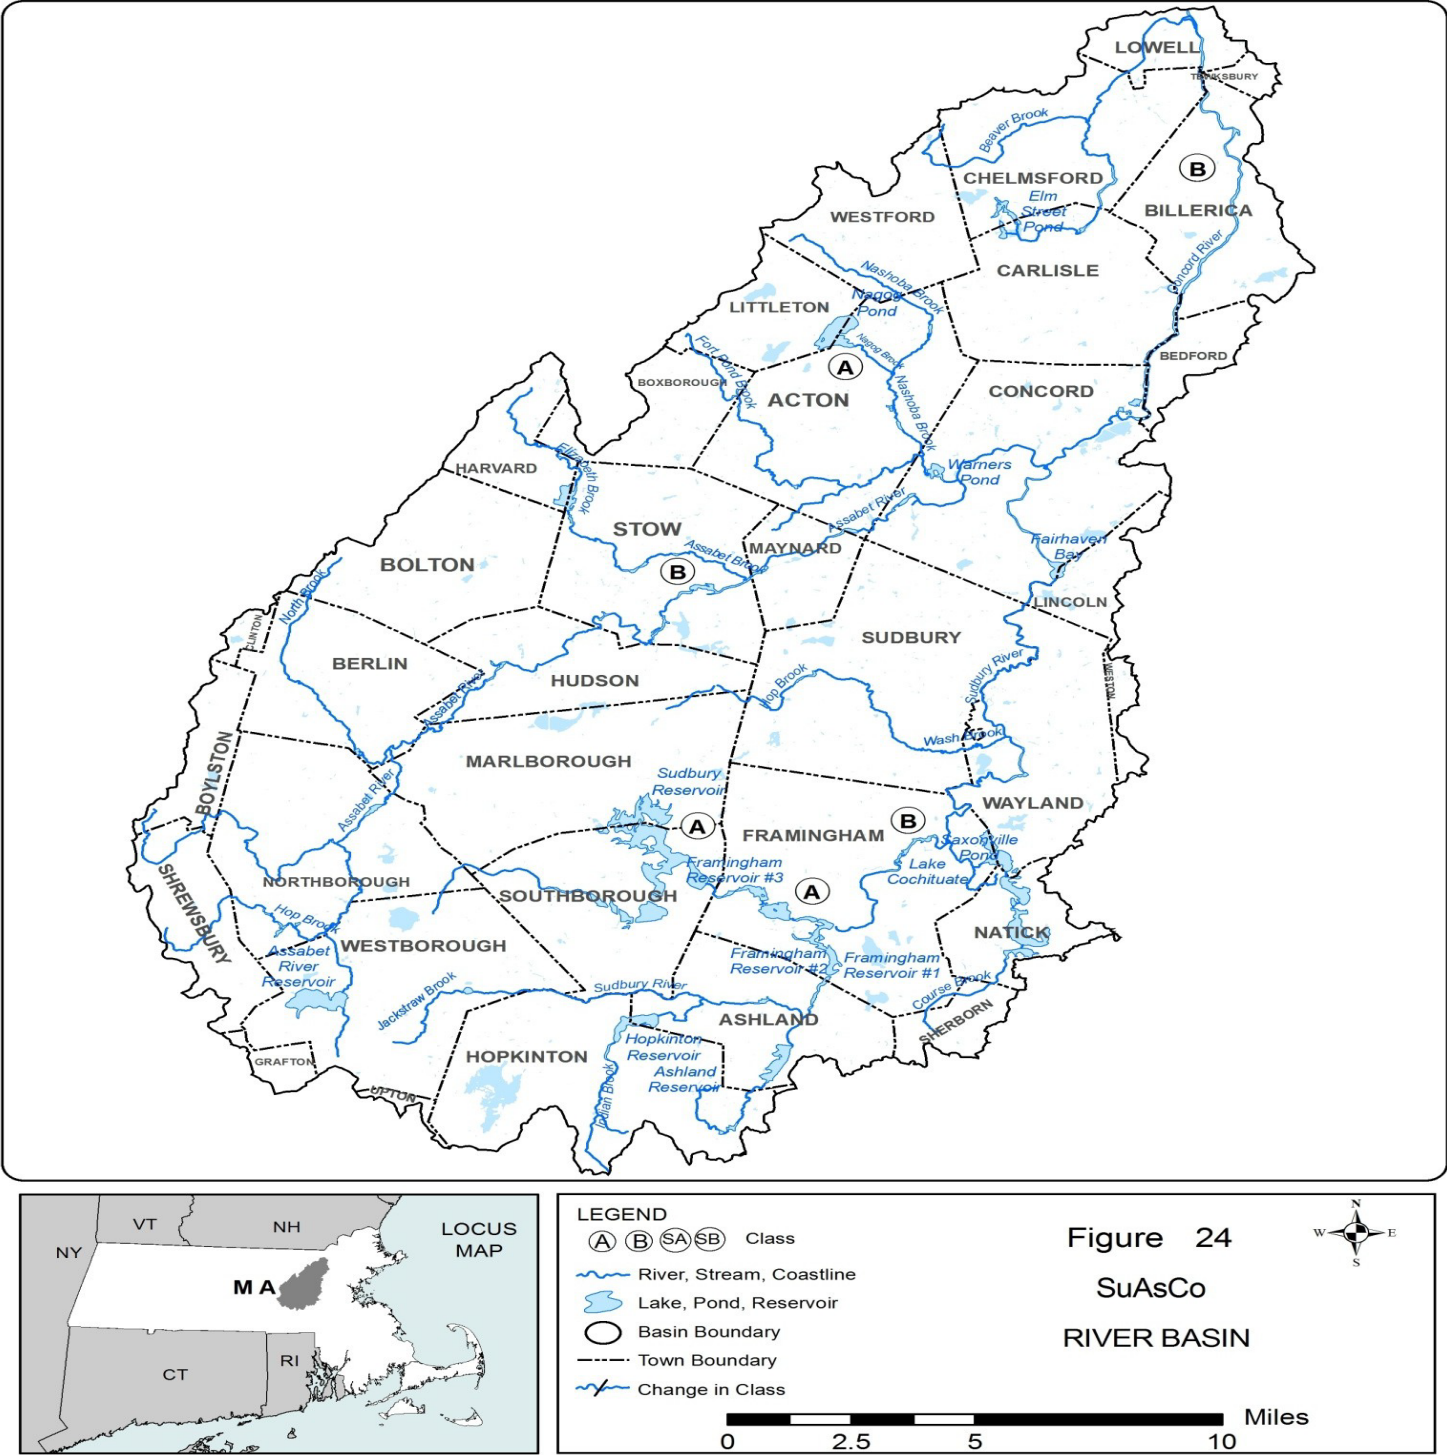 LOWELL
TEWKSBURY
Beaver Brook
CHELMSFORD
B
Elm
Street
Pond
WESTFORD
BILLERICA
Concord River
CARLISLE
Nashoba Brook
Nagog
Pond
LITTLETON
Nagog Brook
Fort Pond Brook
BEDFORD
A
BOXBOROUGH
ACTON
CONCORD
Nashoba Brook
HARVARD
Elizabeth Brook
Warners
Pond
Assabet River
STOW
Assabet Brook
MAYNARD
Fairhaven
Bay
BOLTON
B
North Brook
LINCOLN
CLINTON
SUDBURY
BERLIN
Sudbury River
WESTON
HUDSON
Hop Brook
Assabet River
Wash Brook
MARLBOROUGH
BOYLSTON
Sudbury
Reservoir
Assabet River
WAYLAND
A
FRAMINGHAM
B
Saxonville
Pond
Framingham
Reservoir #3
Lake
Cochituate
NORTHBOROUGH
SOUTHBOROUGH
A
SHREWSBURY
Hop Brook
NATICK
WESTBOROUGH
Assabet
River
Reservoir
Framingham
Reservoir #2
Framingham
Reservoir #1
Jackstraw Brook
Sudbury River
Course Brook
ASHLAND
SHERBORN
Hopkinton
Reservoir
HOPKINTON
GRAFTON
Ashland
Reservoir
Indian Brook
UPTON
NY
VT
NH
LOCUS
MAP
MA
CT
RI
LEGEND
A B SA SB Class
River, Stream, Coastline
Lake, Pond, Reservoir
Basin Boundary
Town Boundary
Change in Class
Figure 24
SuAsCo
RIVER BASIN
N
W E
S
Miles
0 2.5 5 10